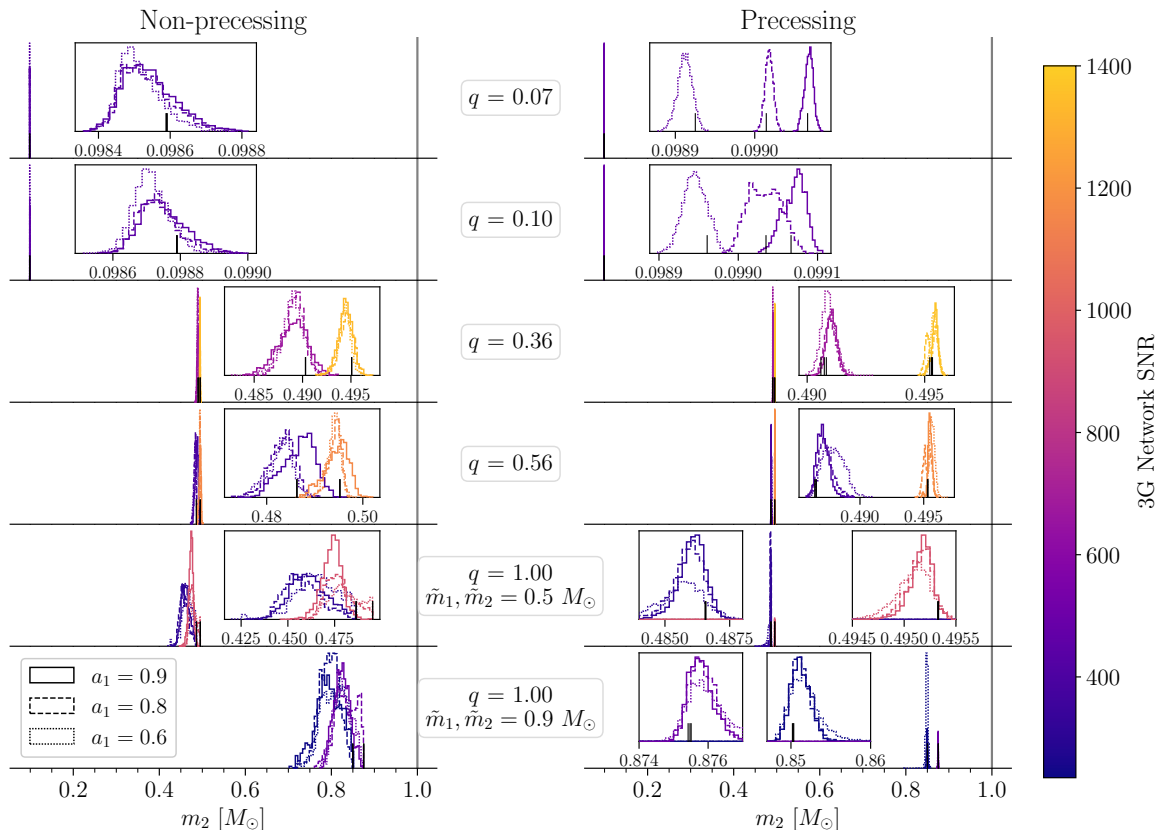 Non-precessing
Precessing
0.0984 0.0986 0.0988
q = 0.07
0.0989 0.0990
0.0986 0.0988 0.0990
q = 0.10
0.0989 0.0990 0.0991
0.485 0.490 0.495
q = 0.36
0.490 0.495
0.48 0.50
q = 0.56
0.490 0.495
0.425 0.450 0.475
q = 1.00
m̃₁, m̃₂ = 0.5 M⊙
0.4850 0.4875
0.4945 0.4950 0.4955
a₁ = 0.9
a₁ = 0.8
a₁ = 0.6
q = 1.00
m̃₁, m̃₂ = 0.9 M⊙
0.874 0.876
0.85 0.86
0.2 0.4 0.6 0.8 1.0
m₂ [M⊙]
0.2 0.4 0.6 0.8 1.0
m₂ [M⊙]
1400
1200
1000
800
600
400
3G Network SNR